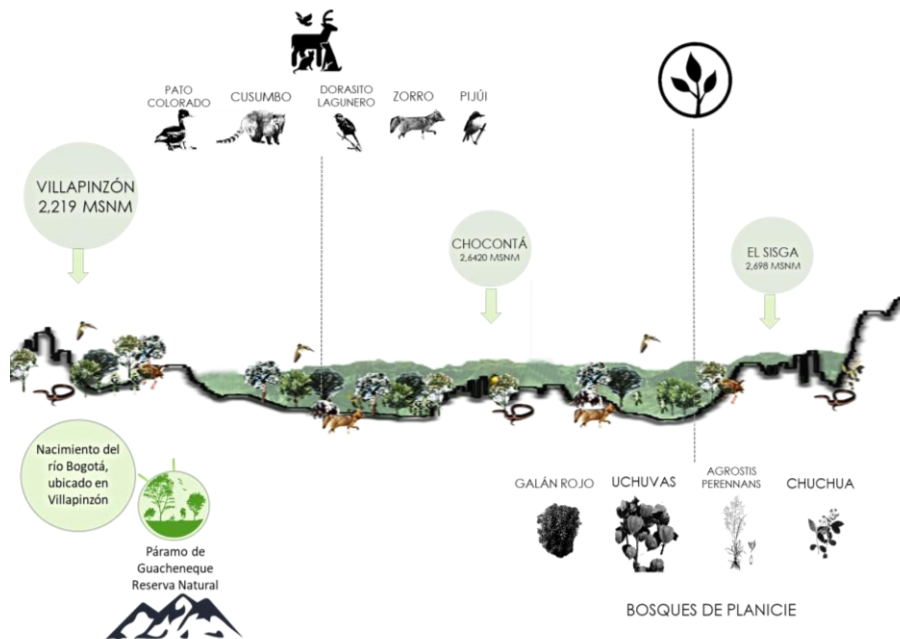 PATO
COLORADO
CUSUMBO
DORASITO
LAGUNERO
ZORRO
PIJÚI
VILLAPINZÓN
2,219 MSNM
CHOCONTÁ
2,6420 MSNM
EL SISGA
2,698 MSNM
Nacimiento del
río Bogotá,
ubicado en
Villapinzón
Páramo de
Guacheneque
Reserva Natural
GALÁN ROJO
UCHUVAS
AGROSTIS
PERENNANS
CHUCHUA
BOSQUES DE PLANICIE